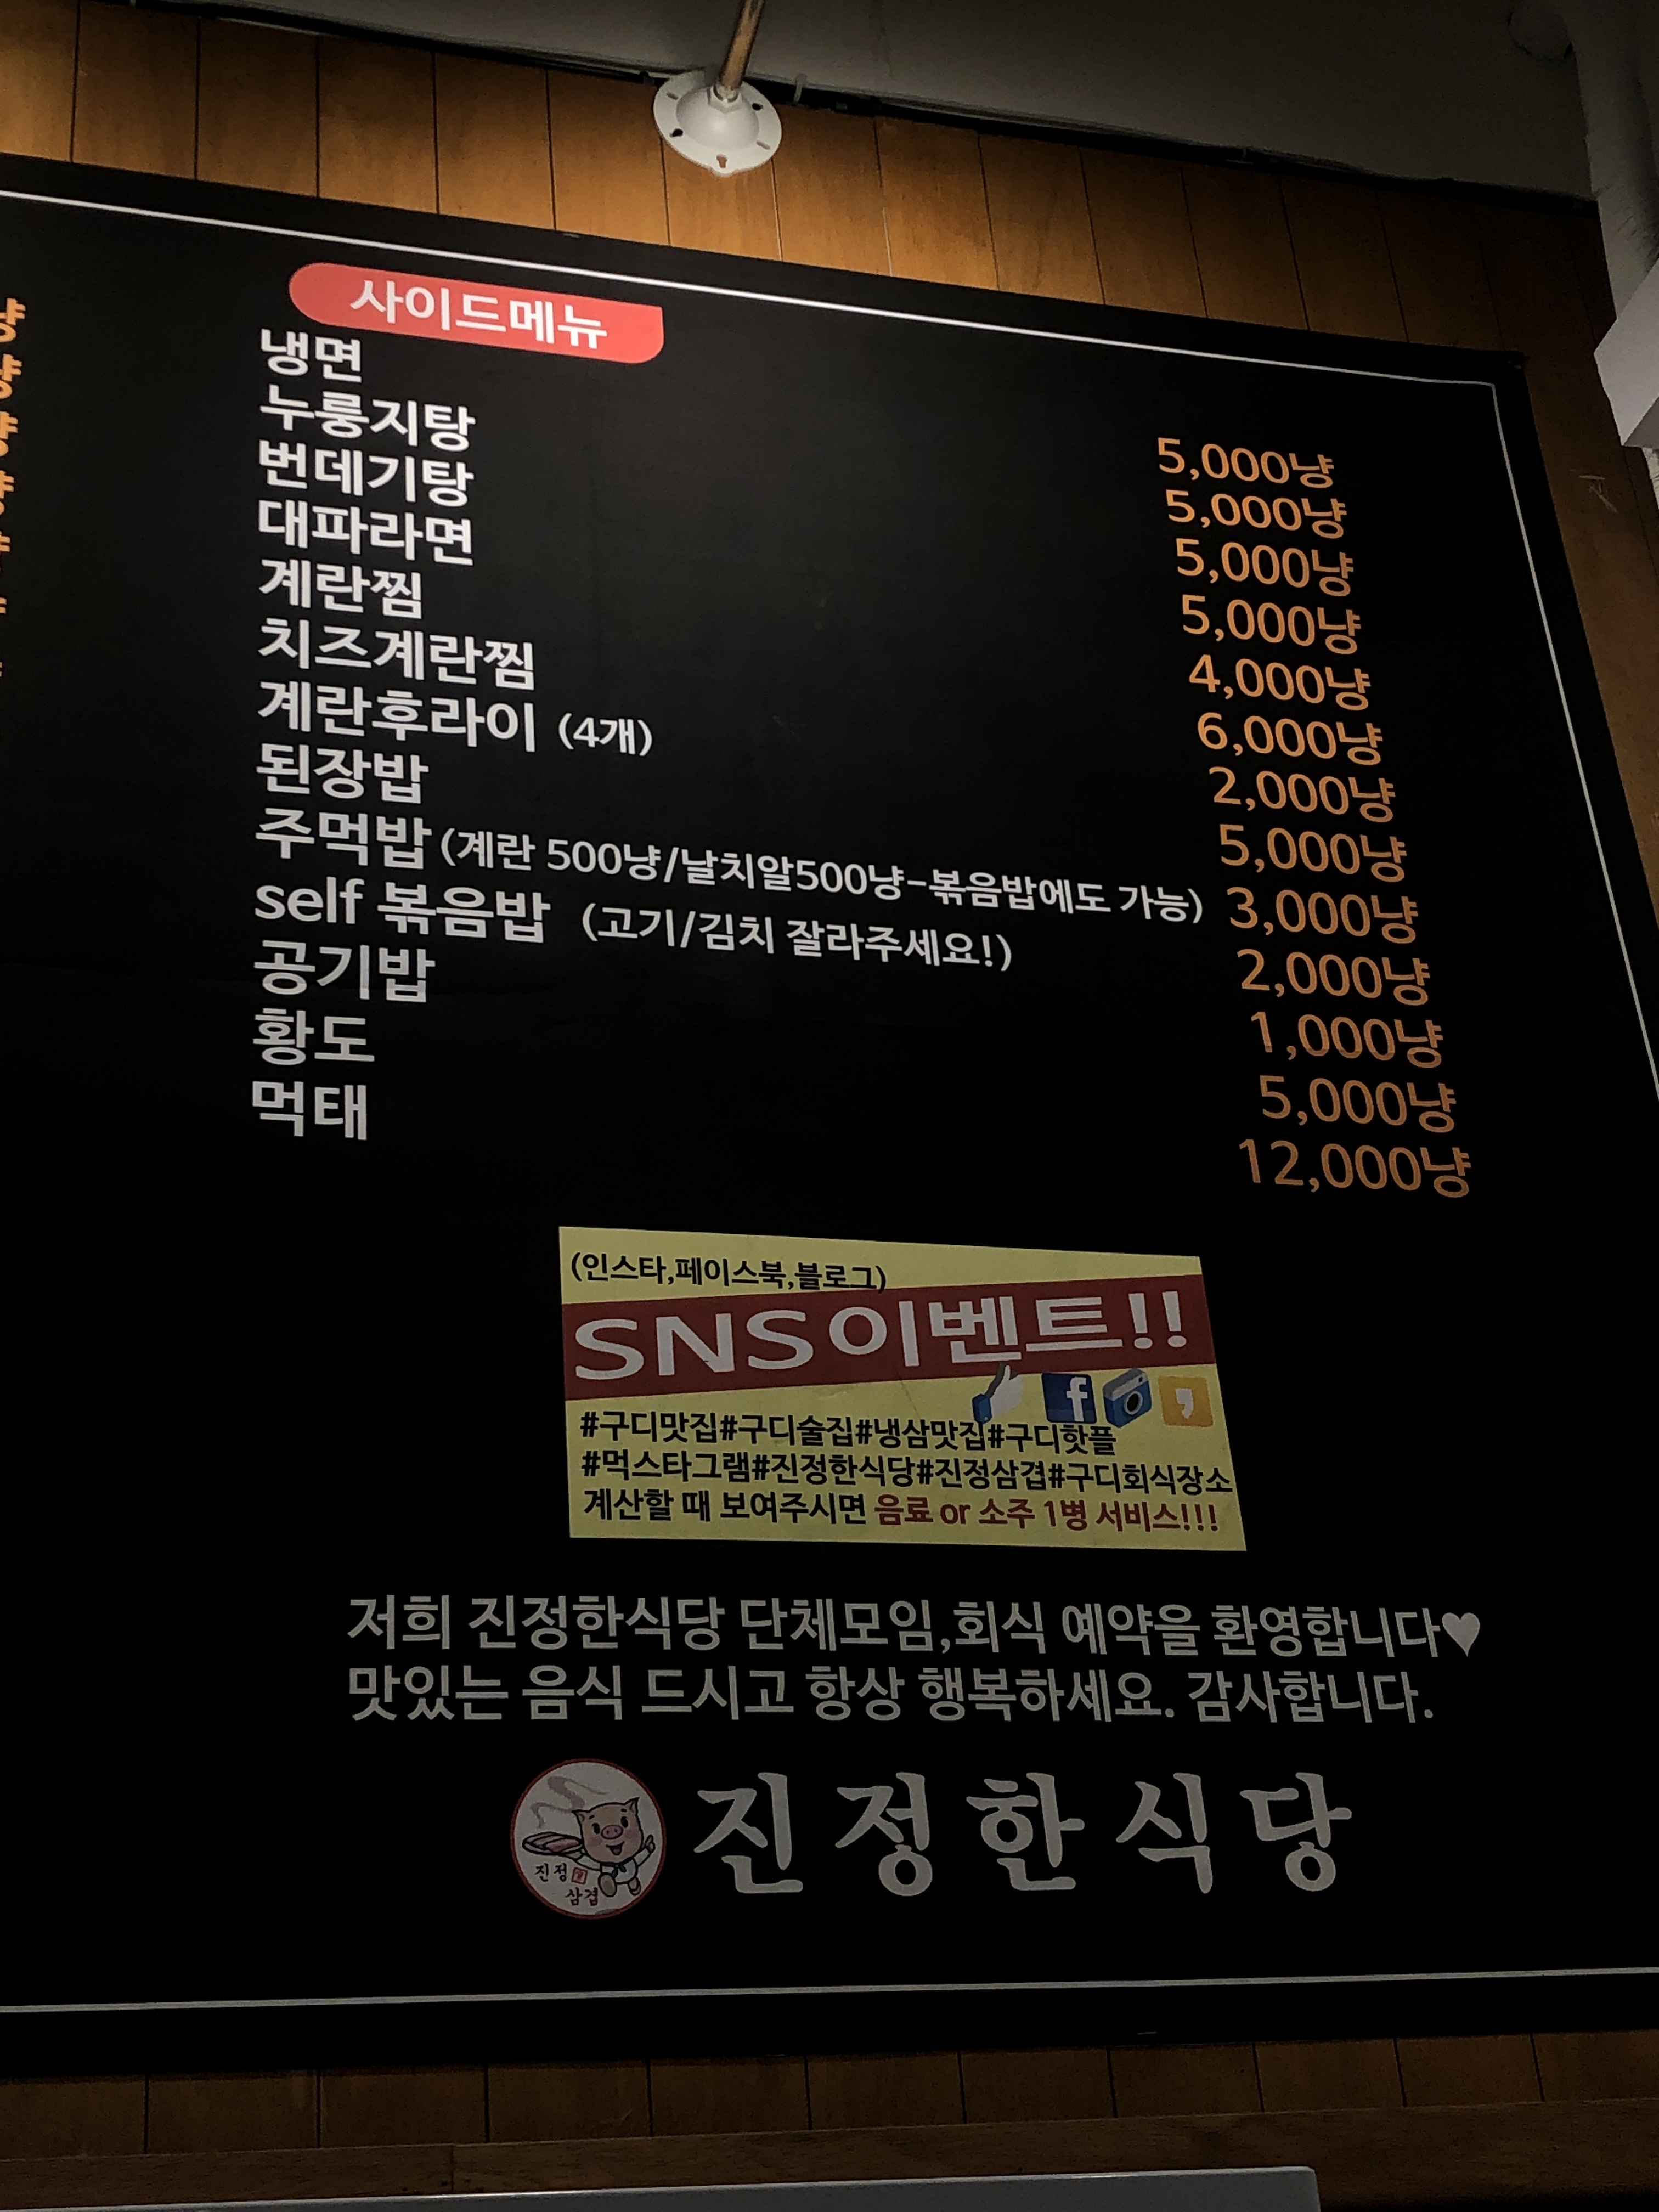 사이드메뉴
냉면 5,000냥
누룽지탕 5,000냥
번데기탕 5,000냥
대파라면 5,000냥
계란찜 4,000냥
치즈계란찜 6,000냥
계란후라이 (4개) 2,000냥
된장밥 5,000냥
주먹밥 (계란 500냥/날치알500냥-볶음밥에도 가능) 3,000냥
self 볶음밥 (고기/김치 잘라주세요!) 2,000냥
공기밥 1,000냥
황도 5,000냥
먹태 12,000냥
(인스타,페이스북,블로그)
SNS이벤트!!
#구디맛집#구디술집#냉삼맛집#구디핫플
#먹스타그램#진정한식당#진정삼겹#구디회식장소
계산할 때 보여주시면 음료 or 소주 1병 서비스!!!
저희 진정한식당 단체모임,회식 예약을 환영합니다♥
맛있는 음식 드시고 항상 행복하세요. 감사합니다.
진정
삼겹
진정한식당